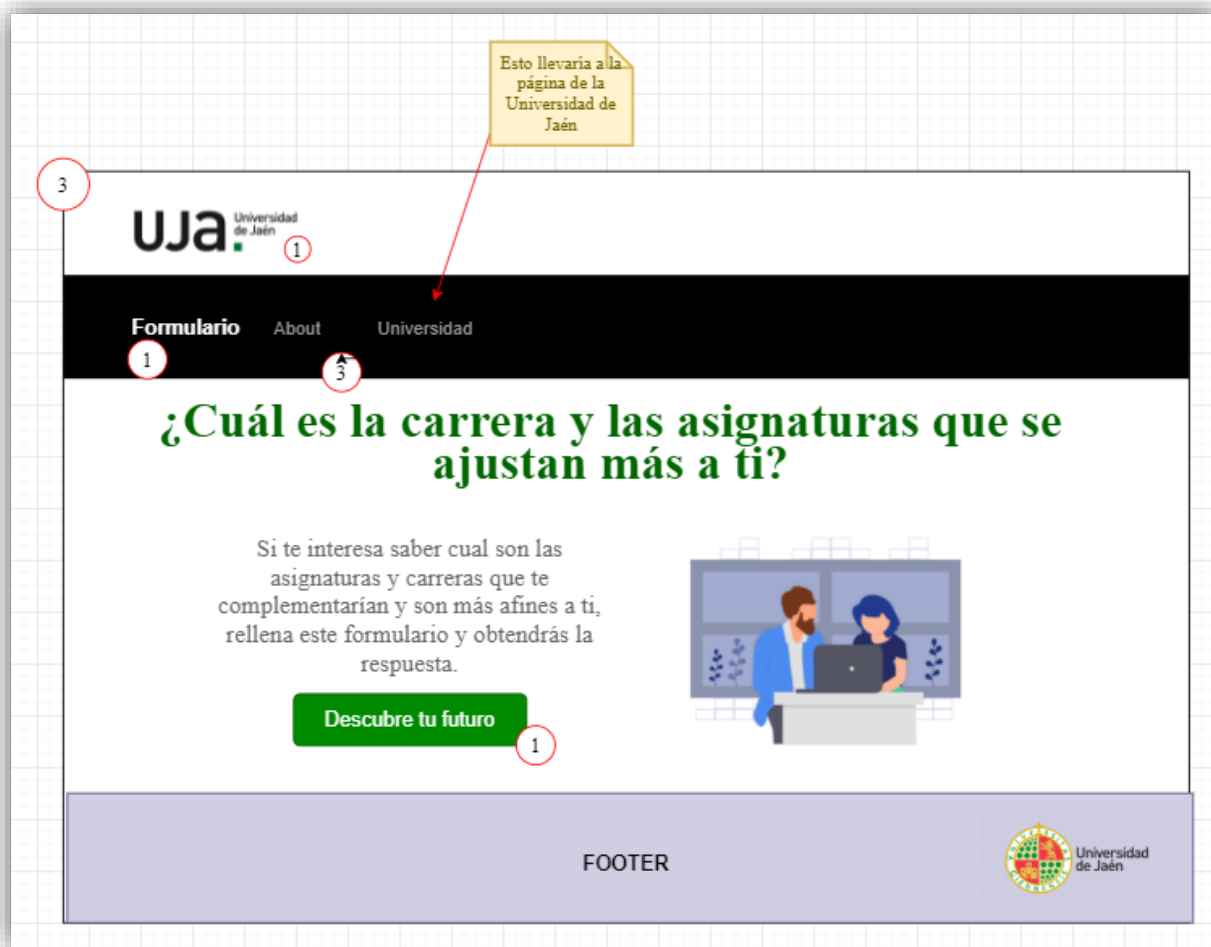 Esto llevaría a la
página de la
Universidad de
Jaén
3
uja. Universidad
de Jaén
1
Formulario About Universidad
1
3
¿Cuál es la carrera y las asignaturas que se
ajustan más a ti?
Si te interesa saber cual son las
asignaturas y carreras que te
complementarían y son más afines a ti,
rellena este formulario y obtendrás la
respuesta.
Descubre tu futuro
1
FOOTER
Universidad
de Jaén